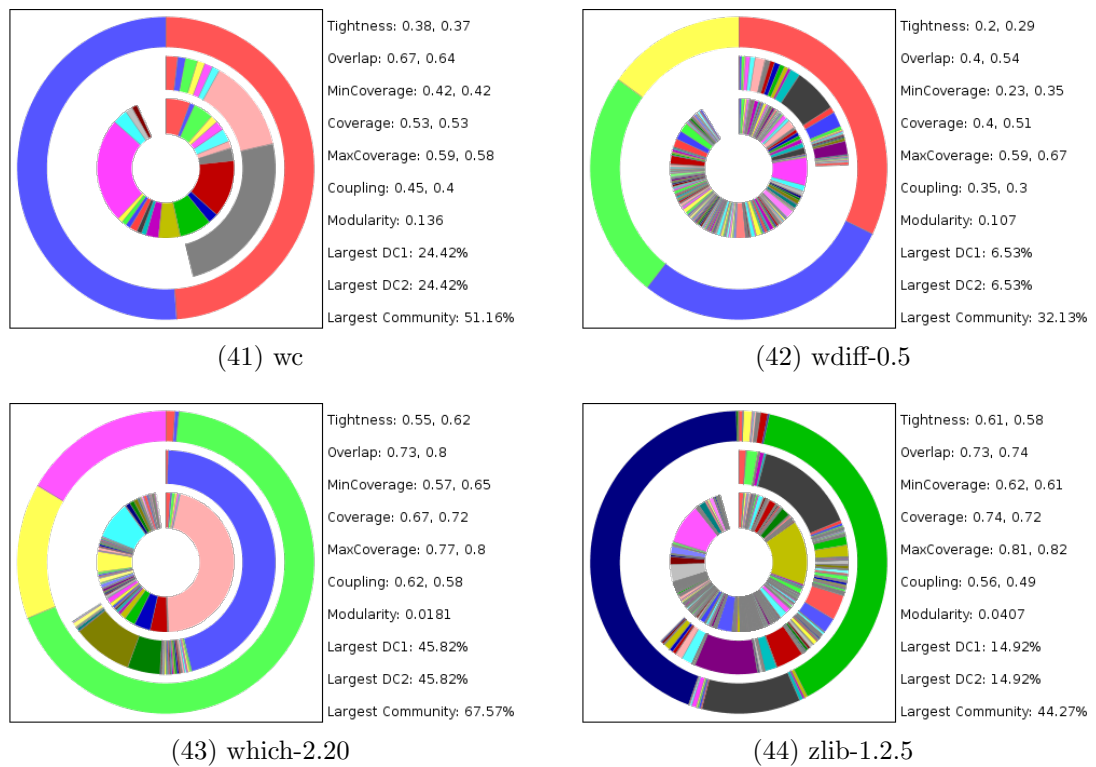 Tightness: 0.38, 0.37
Overlap: 0.67, 0.64
MinCoverage: 0.42, 0.42
Coverage: 0.53, 0.53
MaxCoverage: 0.59, 0.58
Coupling: 0.45, 0.4
Modularity: 0.136
Largest DC1: 24.42%
Largest DC2: 24.42%
Largest Community: 51.16%
(41) wc
Tightness: 0.2, 0.29
Overlap: 0.4, 0.54
MinCoverage: 0.23, 0.35
Coverage: 0.4, 0.51
MaxCoverage: 0.59, 0.67
Coupling: 0.35, 0.3
Modularity: 0.107
Largest DC1: 6.53%
Largest DC2: 6.53%
Largest Community: 32.13%
(42) wdiff-0.5
Tightness: 0.55, 0.62
Overlap: 0.73, 0.8
MinCoverage: 0.57, 0.65
Coverage: 0.67, 0.72
MaxCoverage: 0.77, 0.8
Coupling: 0.62, 0.58
Modularity: 0.0181
Largest DC1: 45.82%
Largest DC2: 45.82%
Largest Community: 67.57%
(43) which-2.20
Tightness: 0.61, 0.58
Overlap: 0.73, 0.74
MinCoverage: 0.62, 0.61
Coverage: 0.74, 0.72
MaxCoverage: 0.81, 0.82
Coupling: 0.56, 0.49
Modularity: 0.0407
Largest DC1: 14.92%
Largest DC2: 14.92%
Largest Community: 44.27%
(44) zlib-1.2.5